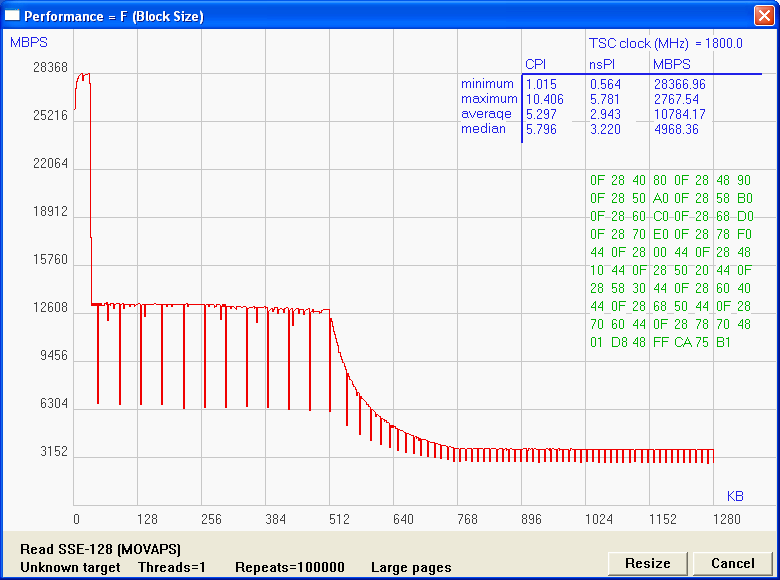 Performance = F (Block Size)
MBPS
TSC clock (MHz) = 1800.0
CPI nsPI MBPS
minimum 1.015 0.564 28366.96
maximum 10.406 5.781 2767.54
average 5.297 2.943 10784.17
median 5.796 3.220 4968.36
28368
25216
22064
18912
15760
12608
9456
6304
3152
0F 28 40 80 0F 28 48 90
0F 28 50 A0 0F 28 58 B0
0F 28 60 C0 0F 28 68 D0
0F 28 70 E0 0F 28 78 F0
44 0F 28 00 44 0F 28 48
10 44 0F 28 50 20 44 0F
28 58 30 44 0F 28 60 40
44 0F 28 68 50 44 0F 28
70 60 44 0F 28 78 70 48
01 D8 48 FF CA 75 B1
KB
0 128 256 384 512 640 768 896 1024 1152 1280
Read SSE-128 (MOVAPS)
Unknown target Threads=1 Repeats=100000 Large pages
Resize Cancel